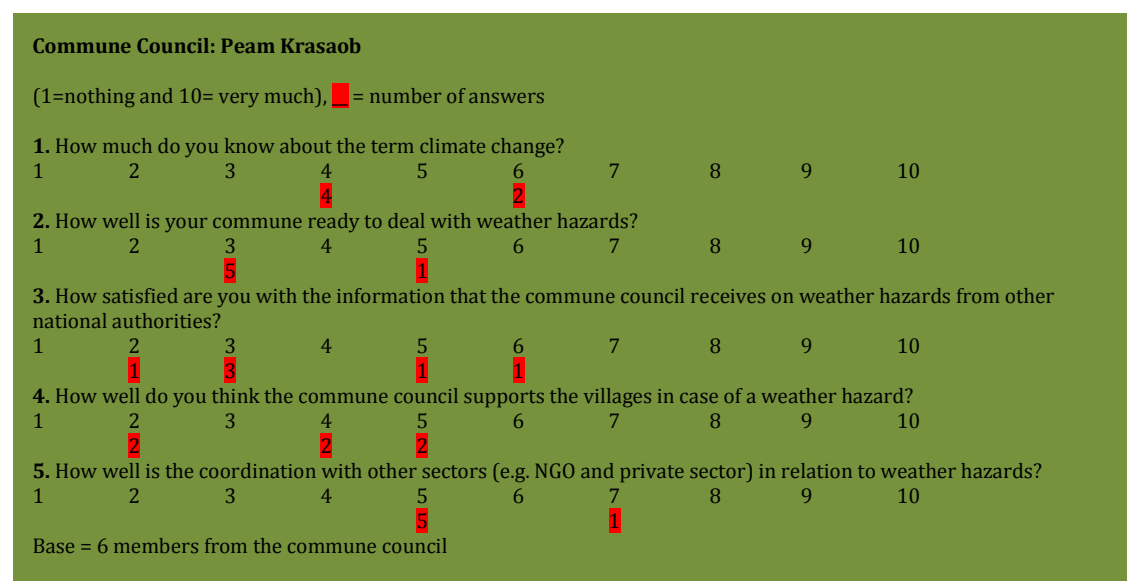 Commune Council: Peam Krasaob
(1=nothing and 10= very much), __ = number of answers
1. How much do you know about the term climate change?
1 2 3 4 5 6 7 8 9 10
4 2
2. How well is your commune ready to deal with weather hazards?
1 2 3 4 5 6 7 8 9 10
5 1
3. How satisfied are you with the information that the commune council receives on weather hazards from other
national authorities?
1 2 3 4 5 6 7 8 9 10
1 3 1 1
4. How well do you think the commune council supports the villages in case of a weather hazard?
1 2 3 4 5 6 7 8 9 10
2 2 2
5. How well is the coordination with other sectors (e.g. NGO and private sector) in relation to weather hazards?
1 2 3 4 5 6 7 8 9 10
5 1
Base = 6 members from the commune council